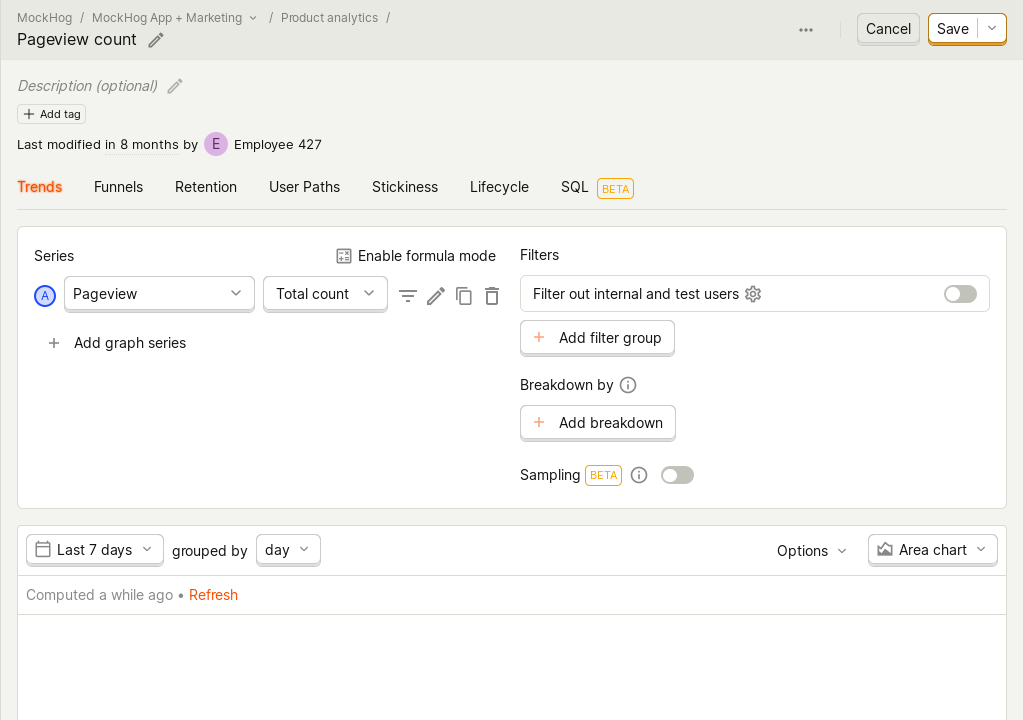 MockHog / MockHog App + Marketing / Product analytics /
Pageview count
Cancel
Save
Description (optional)
Add tag
Last modified in 8 months by E Employee 427
Trends Funnels Retention User Paths Stickiness Lifecycle SQL BETA
Series
Enable formula mode
A Pageview Total count
Add graph series
Filters
Filter out internal and test users
Add filter group
Breakdown by
Add breakdown
Sampling BETA
Last 7 days grouped by day
Options
Area chart
Computed a while ago • Refresh